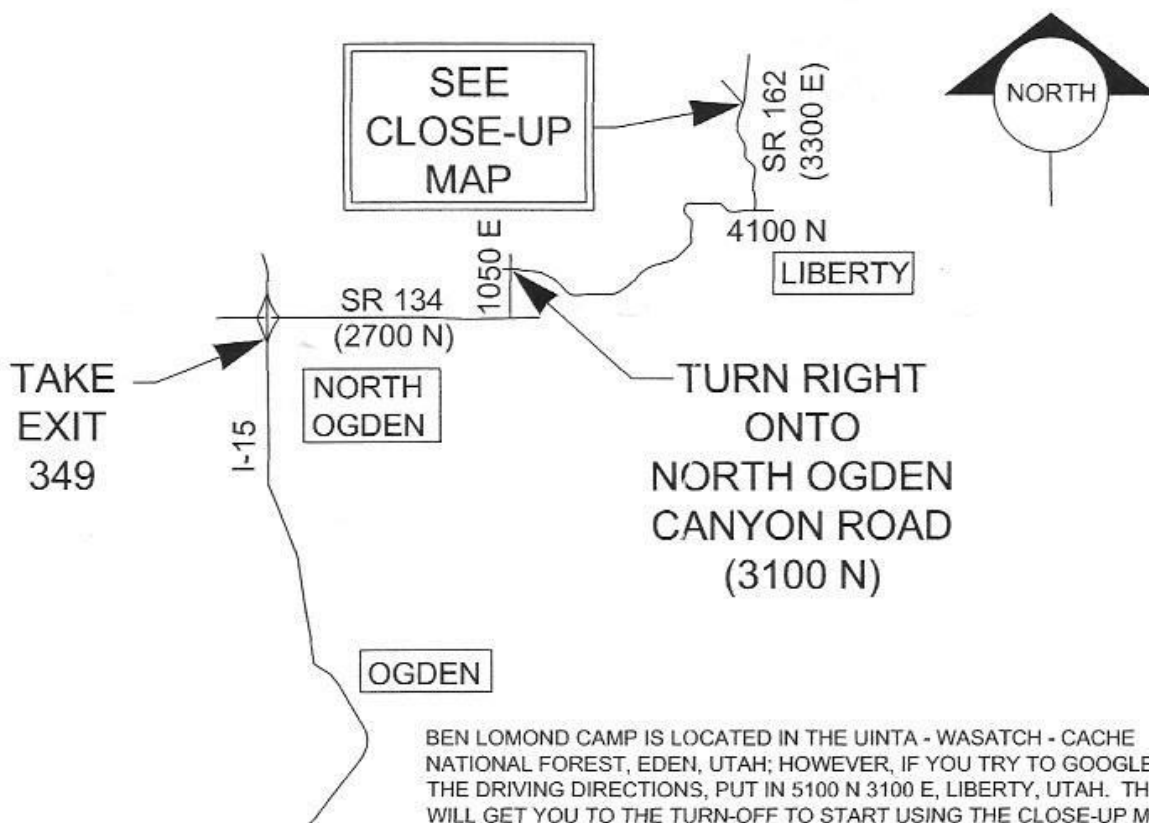 SEE
CLOSE-UP
MAP
SR 162
(3300 E)
NORTH
4100 N
LIBERTY
1050 E
SR 134
(2700 N)
TAKE
EXIT
349
NORTH
OGDEN
I-15
TURN RIGHT
ONTO
NORTH OGDEN
CANYON ROAD
(3100 N)
OGDEN
BEN LOMOND CAMP IS LOCATED IN THE UINTA - WASATCH - CACHE
NATIONAL FOREST, EDEN, UTAH; HOWEVER, IF YOU TRY TO GOOGLE
THE DRIVING DIRECTIONS, PUT IN 5100 N 3100 E, LIBERTY, UTAH.
WILL GET YOU TO THE TURN-OFF TO START USING THE CLOSE-UP